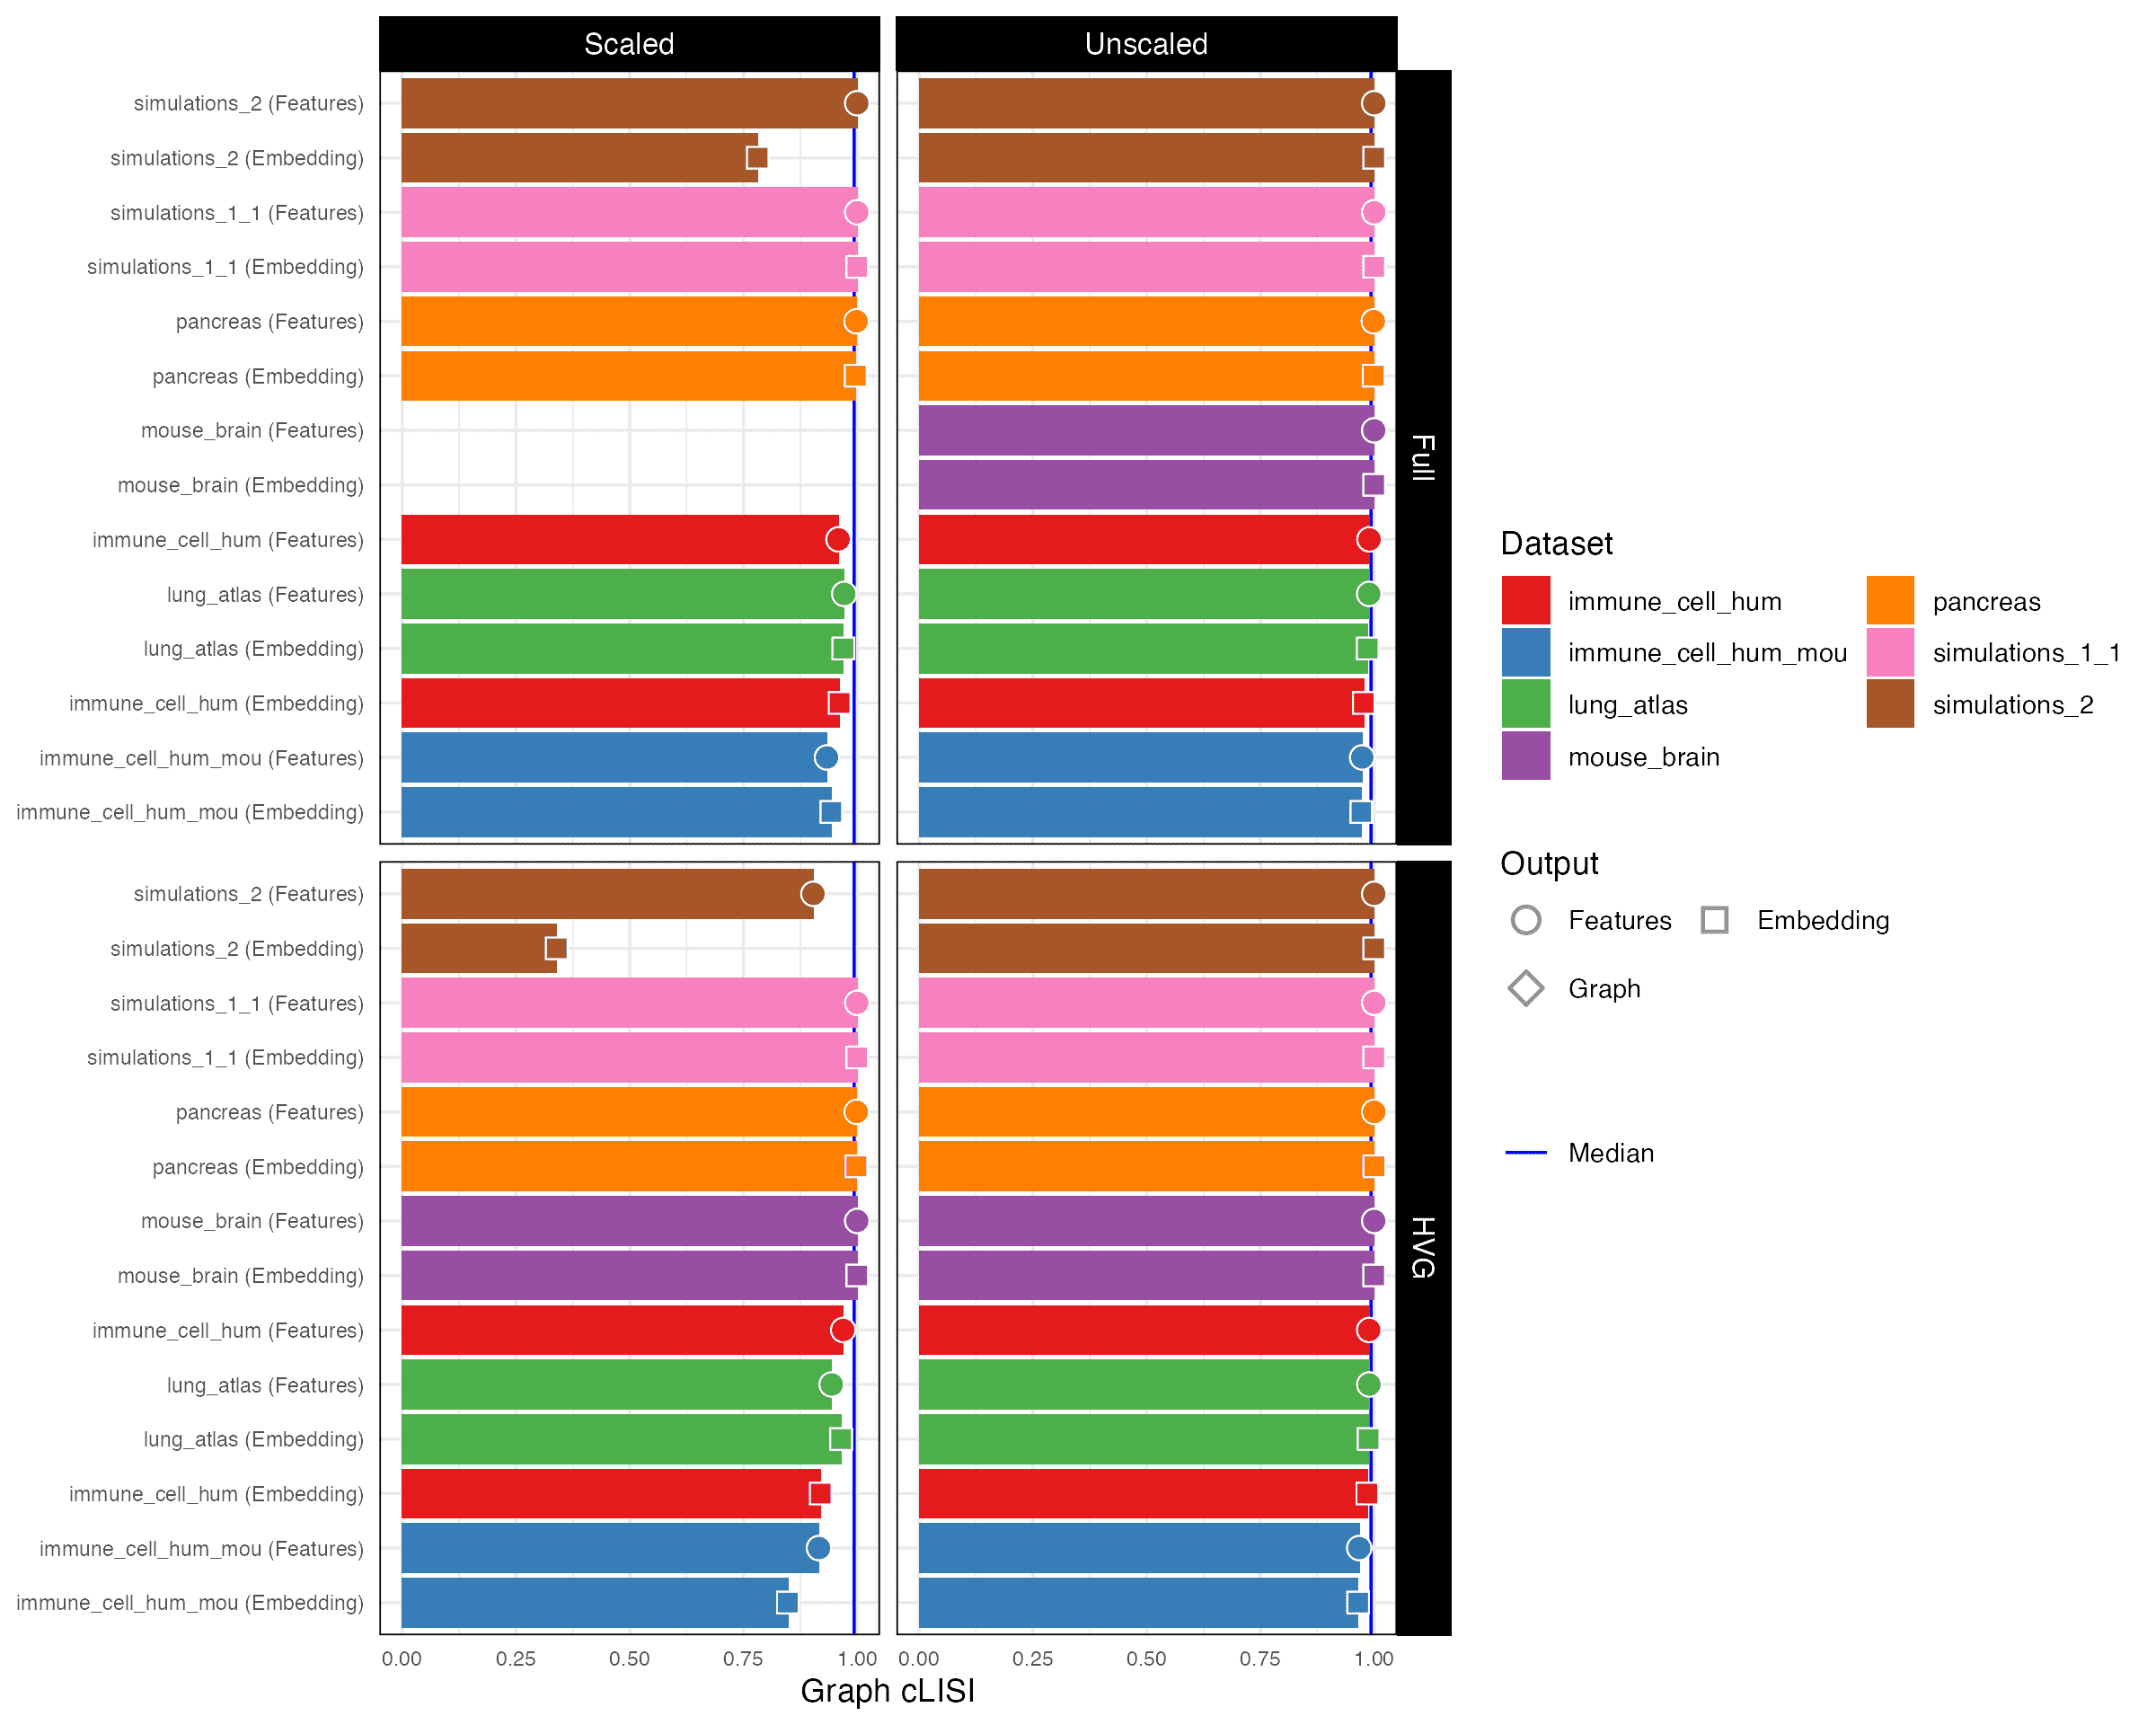 Scaled
Unscaled
simulations_2 (Features)
simulations_2 (Embedding)
simulations_1_1 (Features)
simulations_1_1 (Embedding)
pancreas (Features)
pancreas (Embedding)
mouse_brain (Features)
mouse_brain (Embedding)
immune_cell_hum (Features)
lung_atlas (Features)
lung_atlas (Embedding)
immune_cell_hum (Embedding)
immune_cell_hum_mou (Features)
immune_cell_hum_mou (Embedding)
Full
simulations_2 (Features)
simulations_2 (Embedding)
simulations_1_1 (Features)
simulations_1_1 (Embedding)
pancreas (Features)
pancreas (Embedding)
mouse_brain (Features)
mouse_brain (Embedding)
immune_cell_hum (Features)
lung_atlas (Features)
lung_atlas (Embedding)
immune_cell_hum (Embedding)
immune_cell_hum_mou (Features)
immune_cell_hum_mou (Embedding)
HVG
0.00 0.25 0.50 0.75 1.00 0.00 0.25 0.50 0.75 1.00
Graph cLISI
Dataset
immune_cell_hum
immune_cell_hum_mou
lung_atlas
mouse_brain
pancreas
simulations_1_1
simulations_2
Output
Features Embedding
Graph
Median